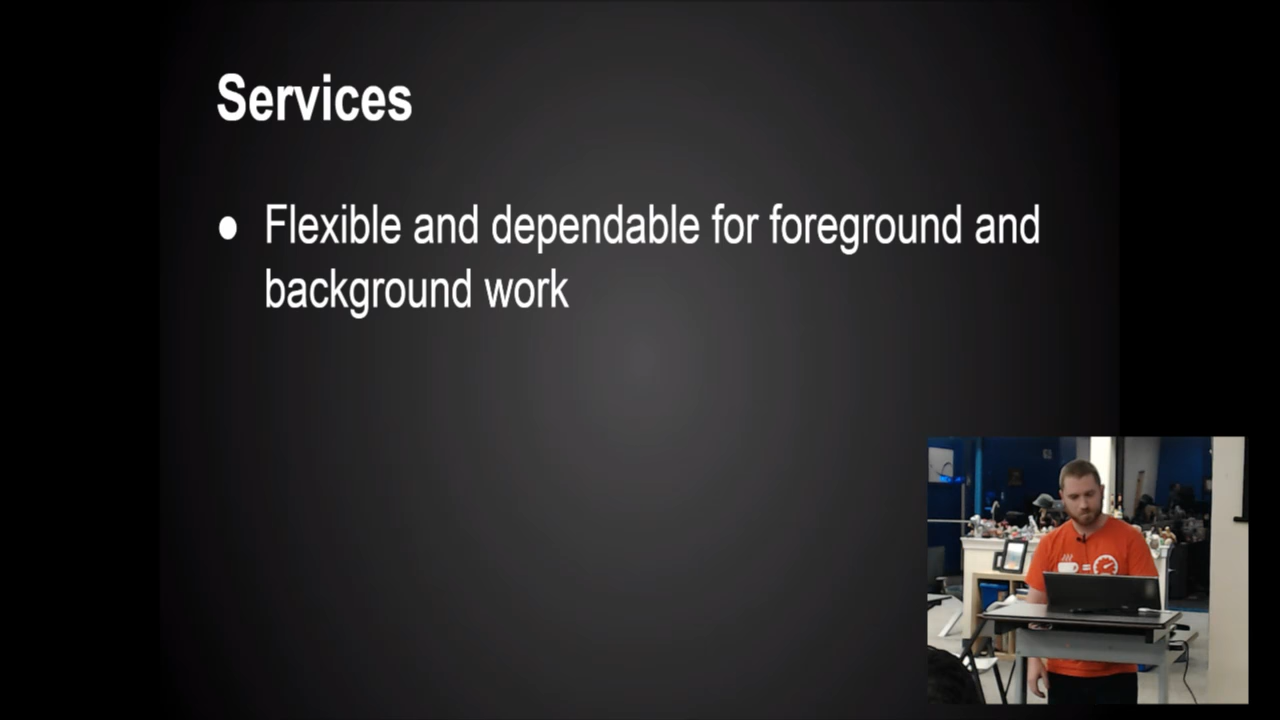 Services
● Flexible and dependable for foreground and
background work